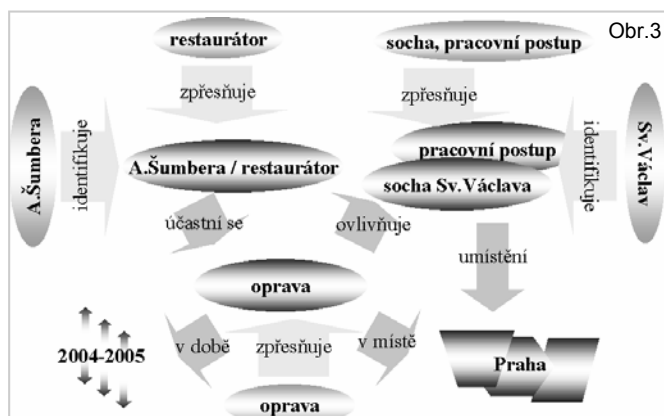 Obr.3
restaurátor
socha, pracovní postup
zpřesňuje
zpřesňuje
A.Šumbera
identifikuje
A.Šumbera / restaurátor
pracovní postup
socha Sv.Václava
identifikuje
Sv.Václav
účastní se
ovlivňuje
umístění
oprava
2004-2005
v době
zpřesňuje
v místě
Praha
oprava